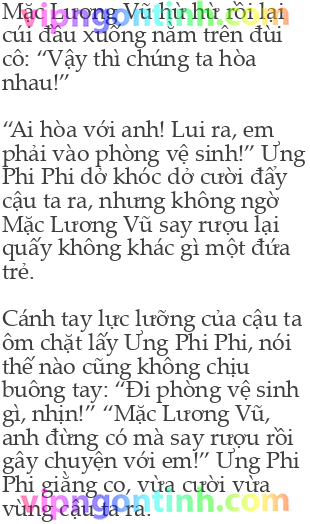 Mặc Lương Vũ hừ hừ rồi lại
vipngontinh.com
cúi đầu xuống nằm trên đùi
cô: “Vậy thì chúng ta hòa
nhau!”
“Ai hòa với anh! Lui ra, em
phải vào phòng vệ sinh!” Ưng
Phi Phi dở khóc dở cười đẩy
cậu ta ra, nhưng không ngờ
Mặc Lương Vũ say rượu lại
quấy không khác gì một đứa
trẻ.
Cánh tay lực lưỡng của cậu ta
ôm chặt lấy Ưng Phi Phi, nói
thế nào cũng không chịu
buông tay: “Đi phòng vệ sinh
gì, nhịn!” “Mặc Lương Vũ,
anh đừng có mà say rượu rồi
gây chuyện với em!” Ưng Phi
Phi giằng co, vừa cười vừa
vipngontinh.com
vùng cậu ta ra.